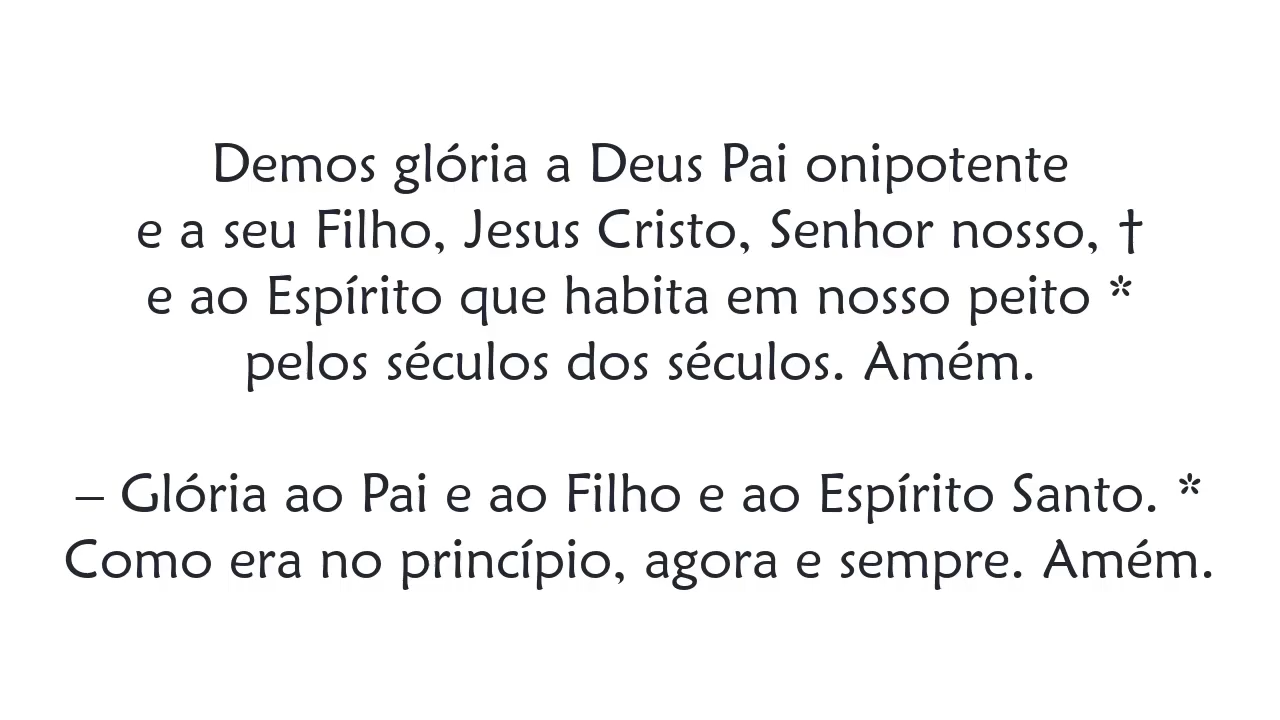 Demos glória a Deus Pai onipotente
e a seu Filho, Jesus Cristo, Senhor nosso, †
e ao Espírito que habita em nosso peito *
pelos séculos dos séculos. Amém.
– Glória ao Pai e ao Filho e ao Espírito Santo. *
Como era no princípio, agora e sempre. Amém.